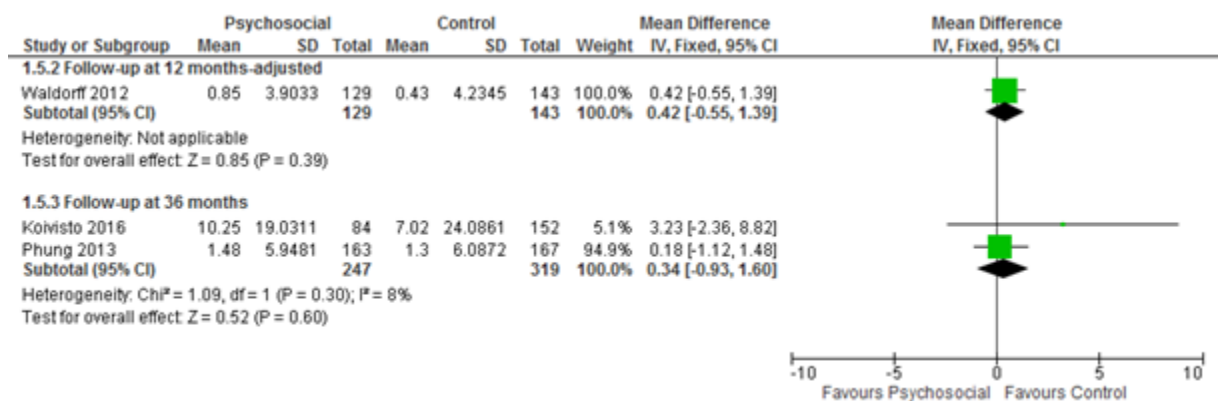 Psychosocial Control Mean Difference Mean Difference
Study or Subgroup Mean SD Total Mean SD Total Weight IV, Fixed, 95% CI IV, Fixed, 95% CI
1.5.2 Follow-up at 12 months-adjusted
Waldorff 2012 0.85 3.9033 129 0.43 4.2345 143 100.0% 0.42 [-0.55, 1.39]
Subtotal (95% CI) 129 143 100.0% 0.42 [-0.55, 1.39]
Heterogeneity: Not applicable
Test for overall effect: Z = 0.85 (P = 0.39)
1.5.3 Follow-up at 36 months
Koivisto 2016 10.25 19.0311 84 7.02 24.0861 152 5.1% 3.23 [-2.36, 8.82]
Phung 2013 1.48 5.9481 163 1.3 6.0872 167 94.9% 0.18 [-1.12, 1.48]
Subtotal (95% CI) 247 319 100.0% 0.34 [-0.93, 1.60]
Heterogeneity: Chi² = 1.09, df = 1 (P = 0.30); I² = 8%
Test for overall effect: Z = 0.52 (P = 0.60)
-10 -5 0 5 10
Favours Psychosocial Favours Control